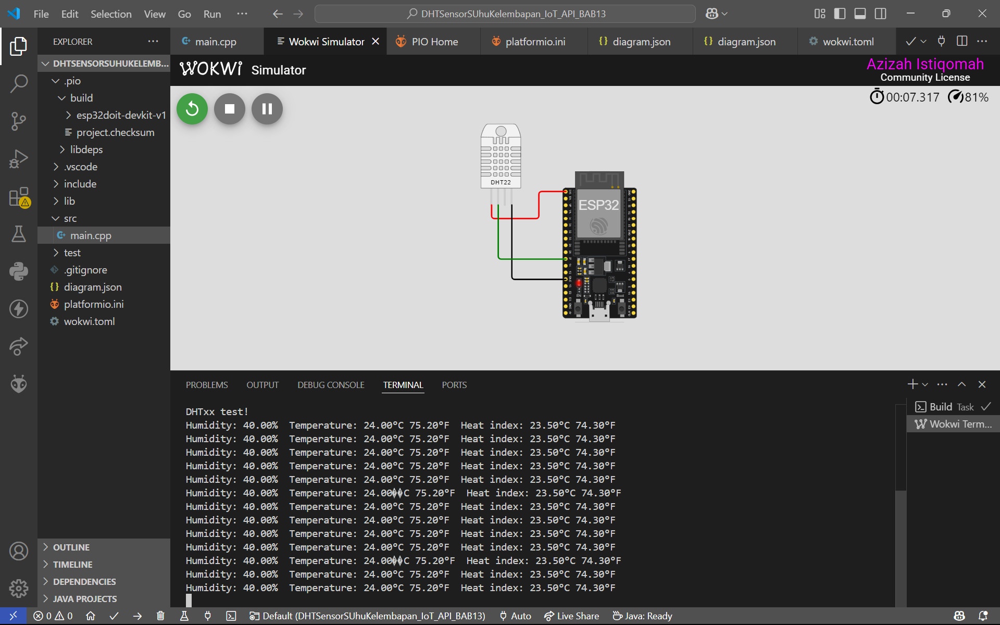 File Edit Selection View Go Run ··· DHTSensorSUhuKelembapan_IoT_API_BAB13
EXPLORER ···
main.cpp Wokwi Simulator PIO Home platformio.ini diagram.json diagram.json wokwi.toml
DHTSENSORSUHUKELEMB...
.pio
build
esp32doit-devkit-v1
project.checksum
libdeps
.vscode
include
lib
src
main.cpp
test
.gitignore
diagram.json
platformio.ini
wokwi.toml
OUTLINE
TIMELINE
DEPENDENCIES
JAVA PROJECTS
WOKWi Simulator
Azizah Istiqomah
Community License
00:07.317 81%
DHT22
ESP32
EN Boot
PROBLEMS OUTPUT DEBUG CONSOLE TERMINAL PORTS
Build Task
Wokwi Term...
DHTxx test!
Humidity: 40.00%  Temperature: 24.00°C 75.20°F  Heat index: 23.50°C 74.30°F
Humidity: 40.00%  Temperature: 24.00°C 75.20°F  Heat index: 23.50°C 74.30°F
Humidity: 40.00%  Temperature: 24.00°C 75.20°F  Heat index: 23.50°C 74.30°F
Humidity: 40.00%  Temperature: 24.00°C 75.20°F  Heat index: 23.50°C 74.30°F
Humidity: 40.00%  Temperature: 24.00°C 75.20°F  Heat index: 23.50°C 74.30°F
Humidity: 40.00%  Temperature: 24.00��C 75.20°F  Heat index: 23.50°C 74.30°F
Humidity: 40.00%  Temperature: 24.00°C 75.20°F  Heat index: 23.50°C 74.30°F
Humidity: 40.00%  Temperature: 24.00°C 75.20°F  Heat index: 23.50°C 74.30°F
Humidity: 40.00%  Temperature: 24.00°C 75.20°F  Heat index: 23.50°C 74.30°F
Humidity: 40.00%  Temperature: 24.00°C 75.20°F  Heat index: 23.50°C 74.30°F
Humidity: 40.00%  Temperature: 24.00��C 75.20°F  Heat index: 23.50°C 74.30°F
Humidity: 40.00%  Temperature: 24.00°C 75.20°F  Heat index: 23.50°C 74.30°F
Humidity: 40.00%  Temperature: 24.00°C 75.20°F  Heat index: 23.50°C 74.30°F
0 0 Default (DHTSensorSUhuKelembapan_IoT_API_BAB13) Auto Live Share Java: Ready